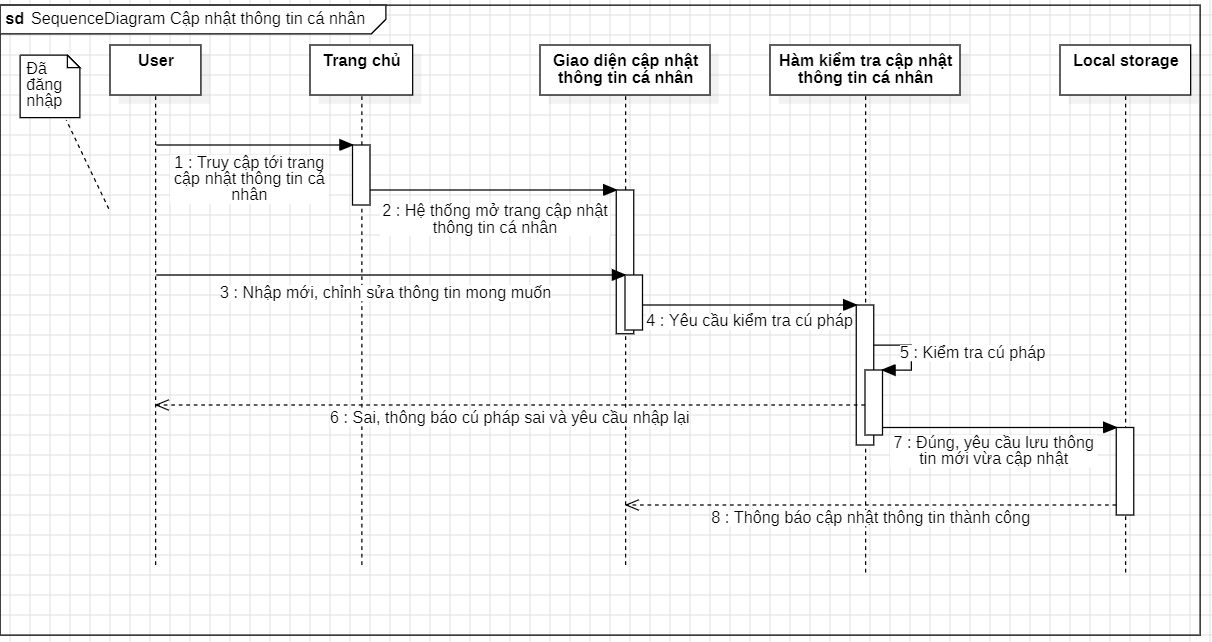 sd SequenceDiagram Cập nhật thông tin cá nhân
Đã
đăng
nhập
User
Trang chủ
Giao diện cập nhật
thông tin cá nhân
Hàm kiểm tra cập nhật
thông tin cá nhân
Local storage
1 : Truy cập tới trang
cập nhật thông tin cá
nhân
2 : Hệ thống mở trang cập nhật
thông tin cá nhân
3 : Nhập mới, chỉnh sửa thông tin mong muốn
4 : Yêu cầu kiểm tra cú pháp
5 : Kiểm tra cú pháp
6 : Sai, thông báo cú pháp sai và yêu cầu nhập lại
7 : Đúng, yêu cầu lưu thông
tin mới vừa cập nhật
8 : Thông báo cập nhật thông tin thành công